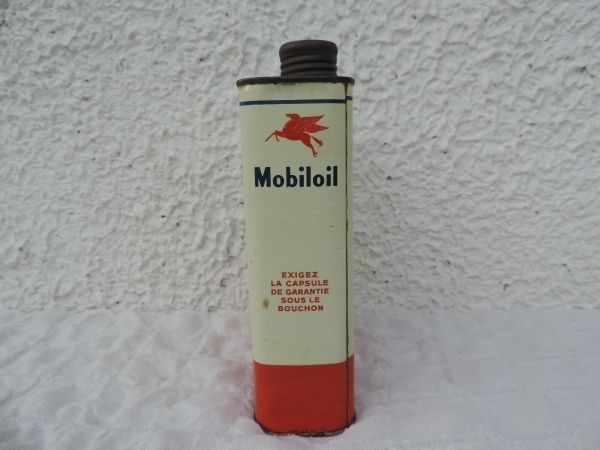 Mobiloil
EXIGEZ
LA CAPSULE
DE GARANTIE
SOUS LE
BOUCHON